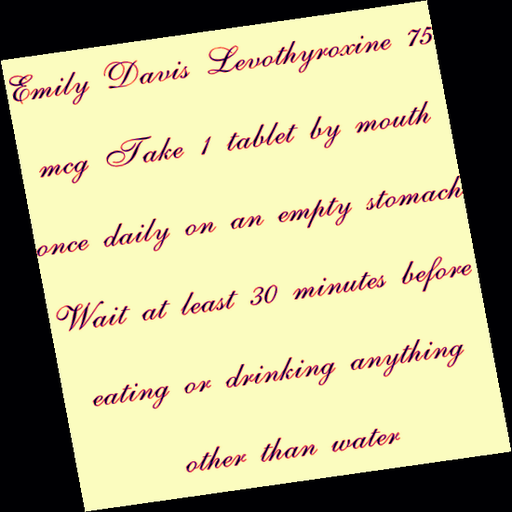 Emily Davis Levothyroxine 75
mcg Take 1 tablet by mouth
once daily on an empty stomach
Wait at least 30 minutes before
eating or drinking anything
other than water